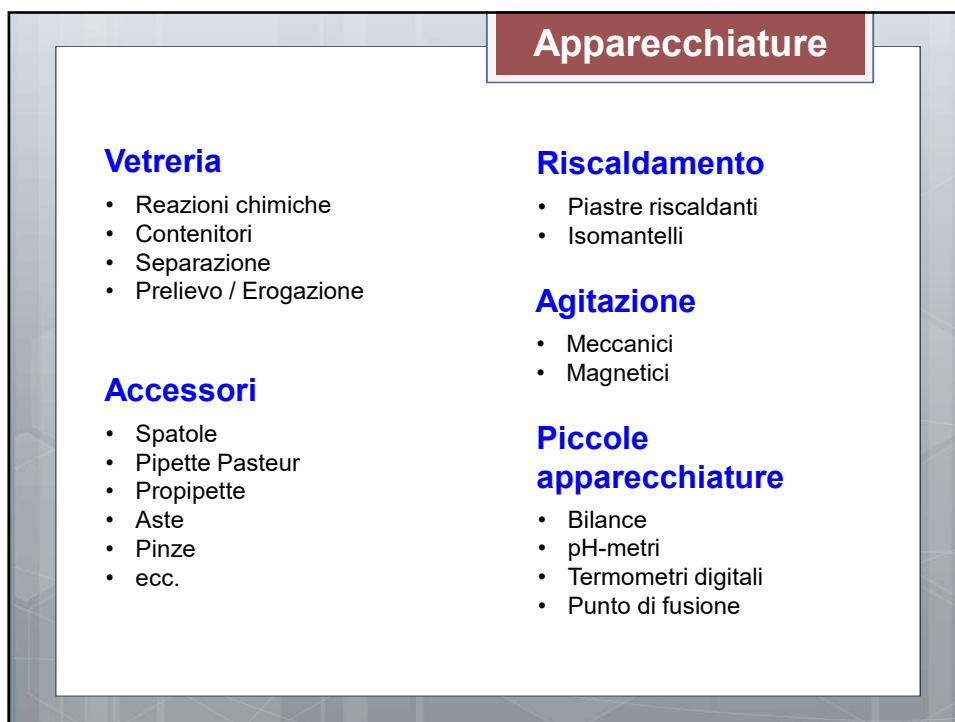 Apparecchiature
Vetreria
• Reazioni chimiche
• Contenitori
• Separazione
• Prelievo / Erogazione
Accessori
• Spatole
• Pipette Pasteur
• Propipette
• Aste
• Pinze
• ecc.
Riscaldamento
• Piastre riscaldanti
• Isomantelli
Agitazione
• Meccanici
• Magnetici
Piccole
apparecchiature
• Bilance
• pH-metri
• Termometri digitali
• Punto di fusione